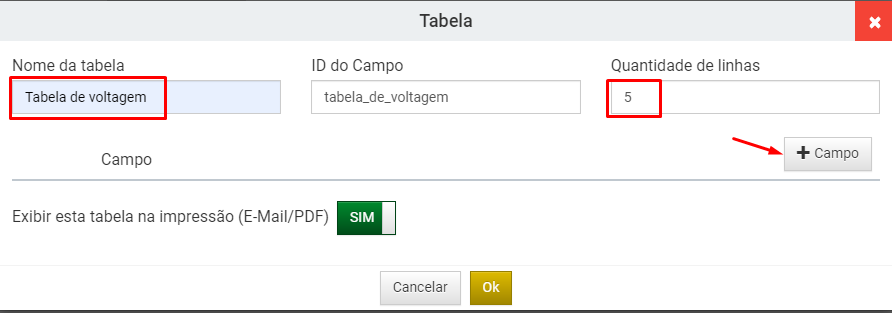 Tabela
Nome da tabela
ID do Campo
Quantidade de linhas
Tabela de voltagem
tabela_de_voltagem
5
Campo
+ Campo
Exibir esta tabela na impressão (E-Mail/PDF)
SIM
Cancelar
Ok